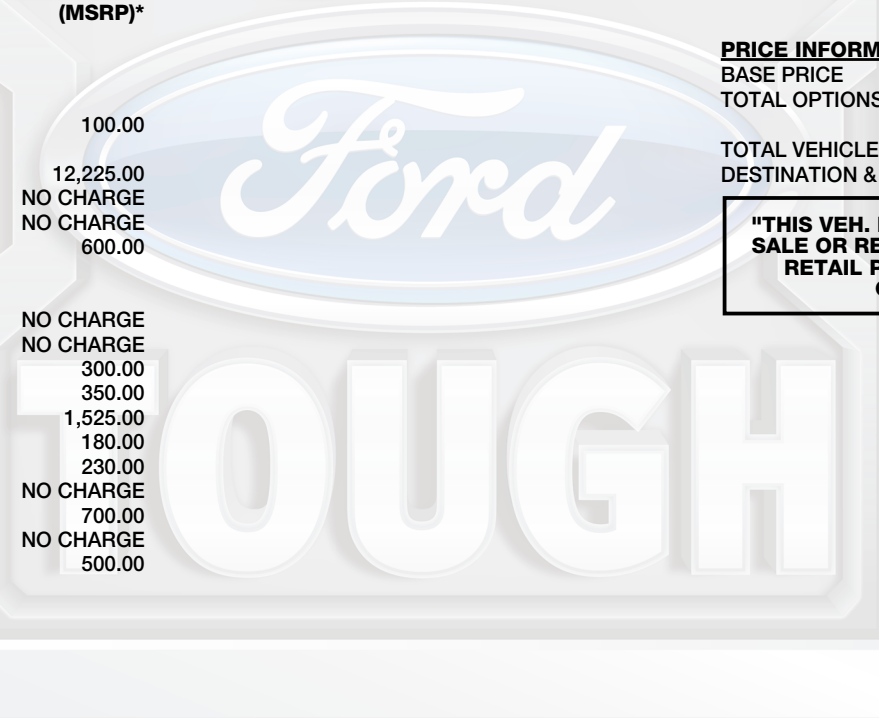 (MSRP)*
100.00
12,225.00
NO CHARGE
NO CHARGE
600.00
NO CHARGE
NO CHARGE
300.00
350.00
1,525.00
180.00
230.00
NO CHARGE
700.00
NO CHARGE
500.00
PRICE INFORM
BASE PRICE
TOTAL OPTIONS
TOTAL VEHICLE
DESTINATION &
"THIS VEH.
SALE OR RE
RETAIL P
Ford
TOUGH